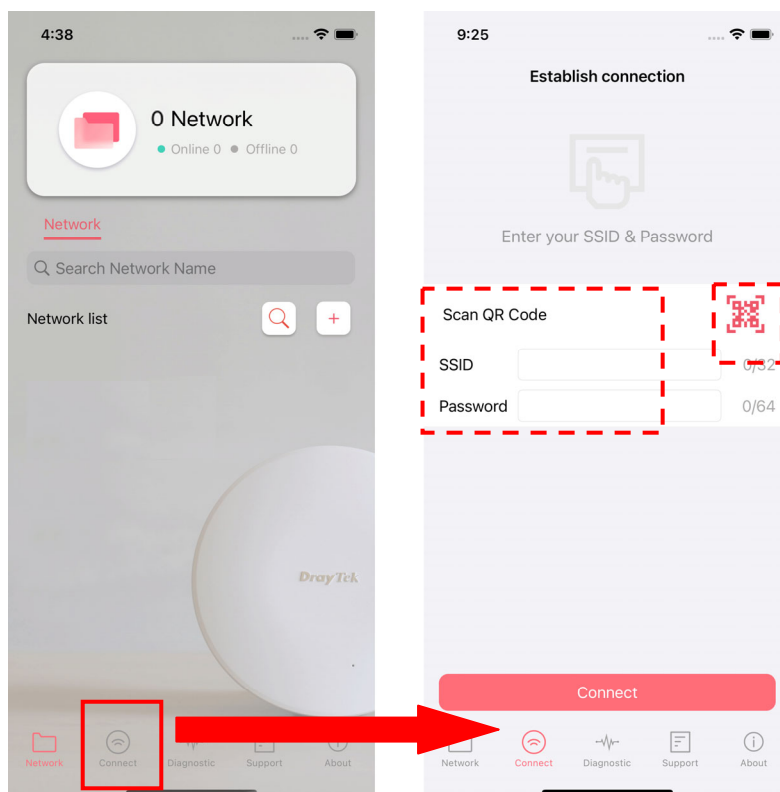 4:38
0 Network
Online 0 Offline 0
Network
Search Network Name
Network list
+
DrayTek
Network Connect Diagnostic Support About
9:25
Establish connection
Enter your SSID & Password
Scan QR Code
SSID 0/32
Password 0/64
Connect
Network Connect Diagnostic Support About